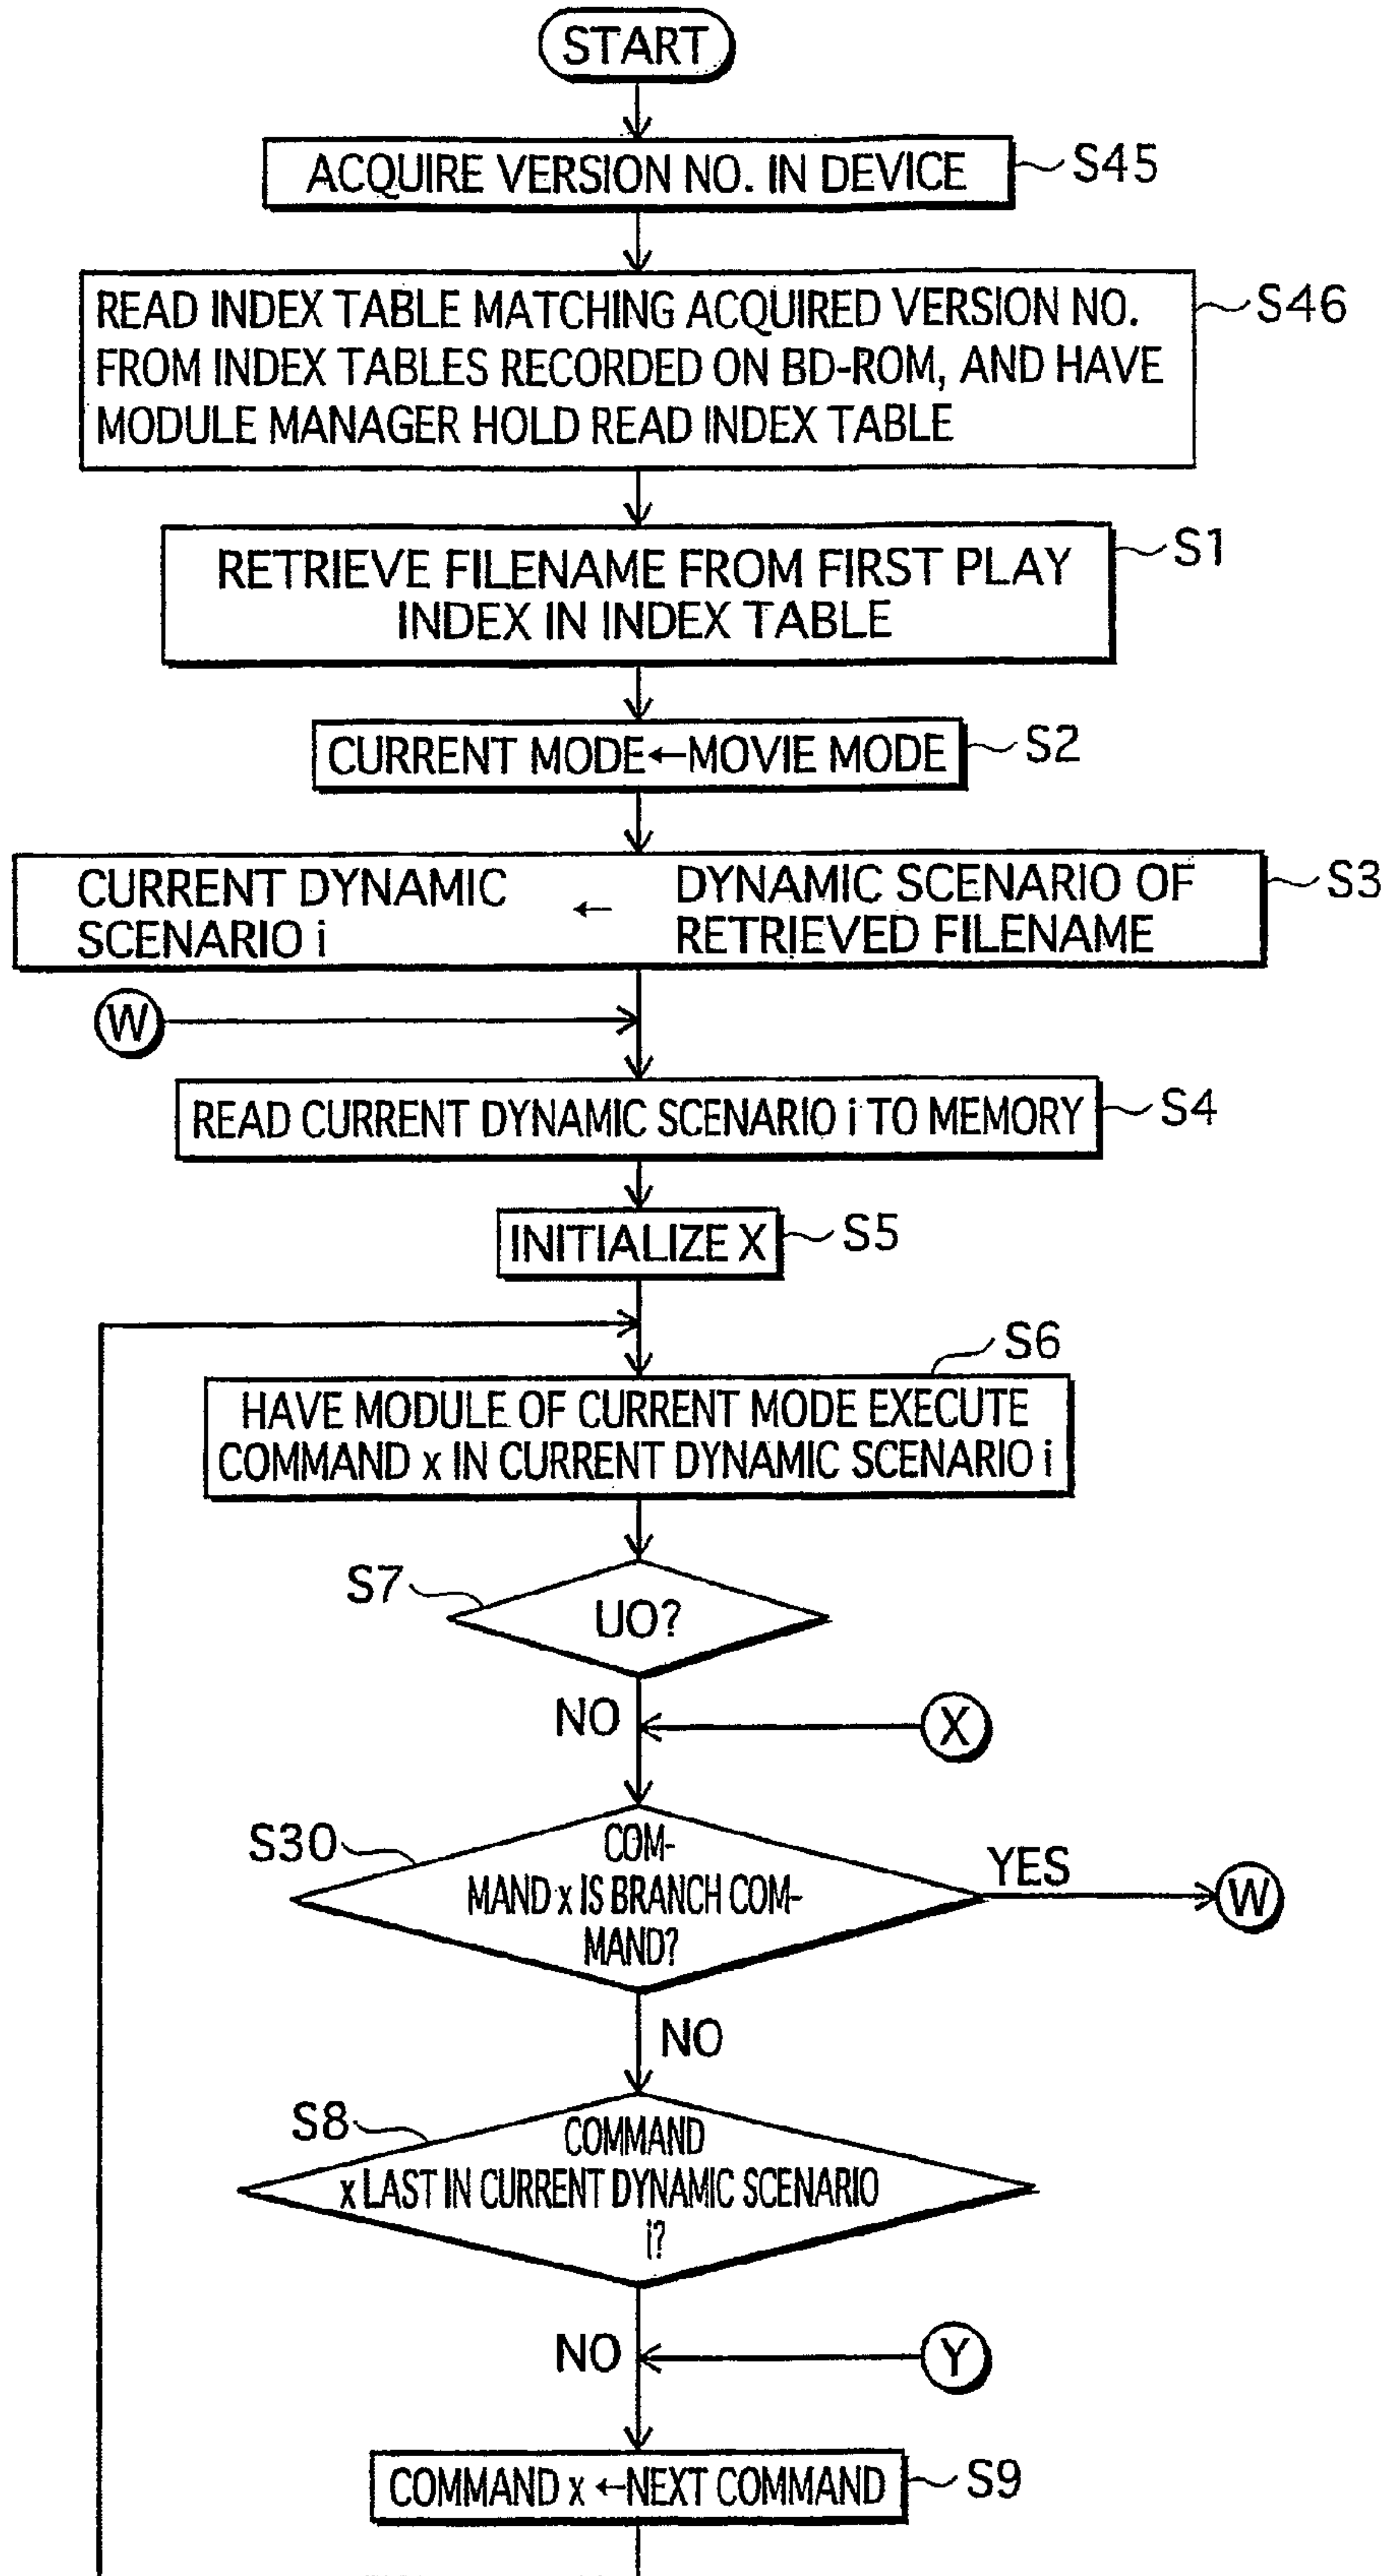 START
ACQUIRE VERSION NO. IN DEVICE
S45
READ INDEX TABLE MATCHING ACQUIRED VERSION NO.
FROM INDEX TABLES RECORDED ON BD-ROM, AND HAVE
MODULE MANAGER HOLD READ INDEX TABLE
S46
RETRIEVE FILENAME FROM FIRST PLAY
INDEX IN INDEX TABLE
S1
CURRENT MODE←MOVIE MODE
S2
CURRENT DYNAMIC
SCENARIO i
←
DYNAMIC SCENARIO OF
RETRIEVED FILENAME
S3
W
READ CURRENT DYNAMIC SCENARIO i TO MEMORY
S4
INITIALIZE X
S5
S6
HAVE MODULE OF CURRENT MODE EXECUTE
COMMAND x IN CURRENT DYNAMIC SCENARIO i
S7
UO?
NO
X
S30
COM-
MAND x IS BRANCH COM-
MAND?
YES
W
NO
S8
COMMAND
x LAST IN CURRENT DYNAMIC SCENARIO
i?
NO
Y
COMMAND x ←NEXT COMMAND
S9